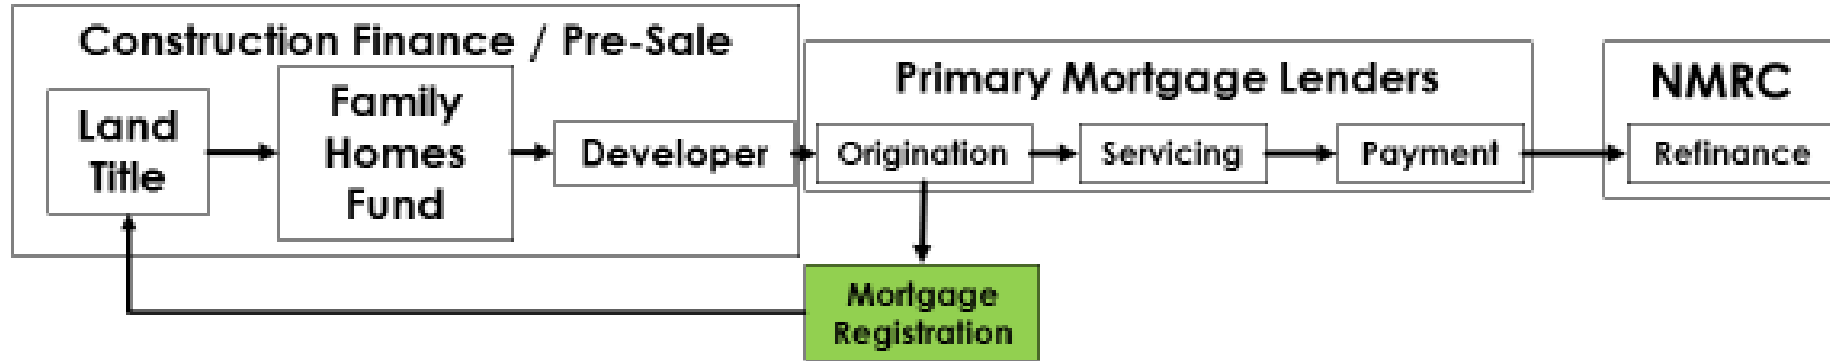 Construction Finance / Pre-Sale
Land
Title
Family
Homes
Fund
Developer
Primary Mortgage Lenders
Origination
Servicing
Payment
NMRC
Refinance
Mortgage
Registration